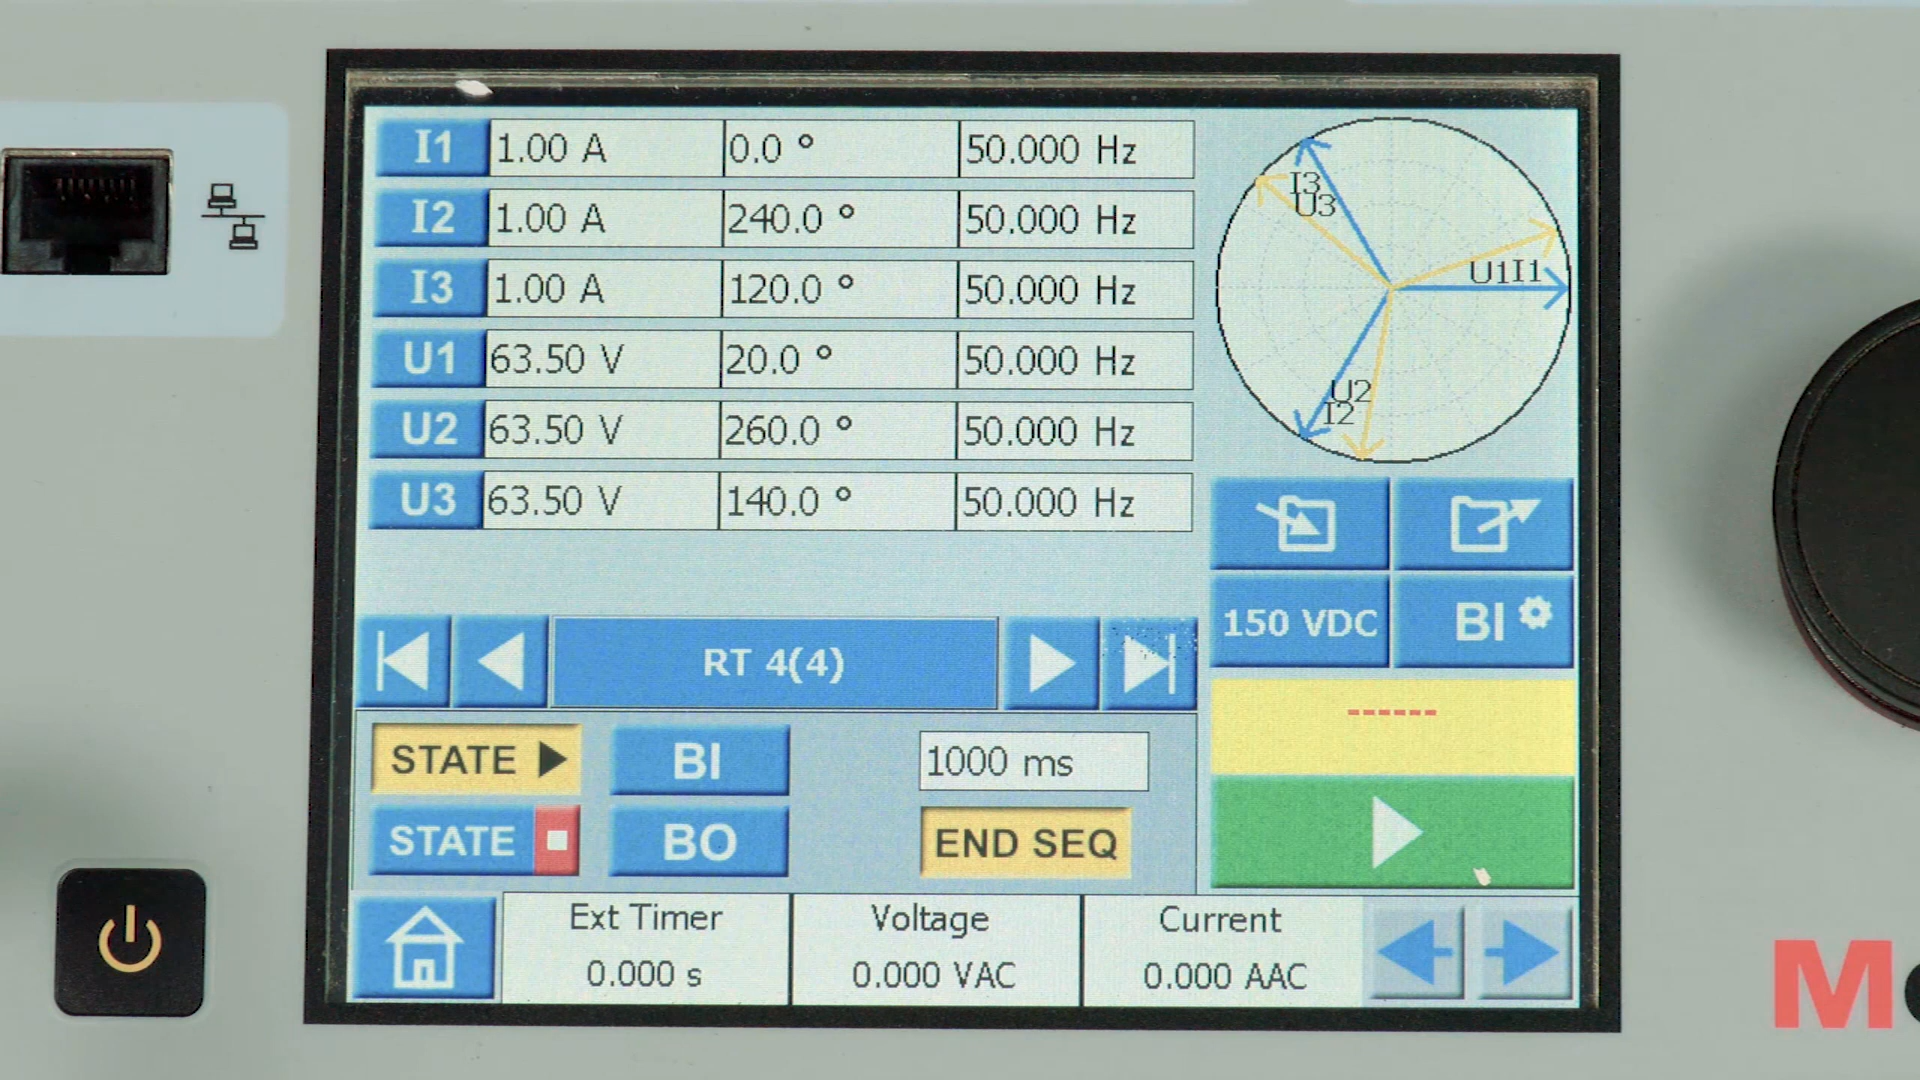 I1 1.00 A 0.0 ° 50.000 Hz
I2 1.00 A 240.0 ° 50.000 Hz
I3 1.00 A 120.0 ° 50.000 Hz
U1 63.50 V 20.0 ° 50.000 Hz
U2 63.50 V 260.0 ° 50.000 Hz
U3 63.50 V 140.0 ° 50.000 Hz
I3
U3
U1I1
U2
I2
150 VDC BI
RT 4(4)
------
STATE BI 1000 ms
STATE BO END SEQ
Ext Timer Voltage Current
0.000 s 0.000 VAC 0.000 AAC